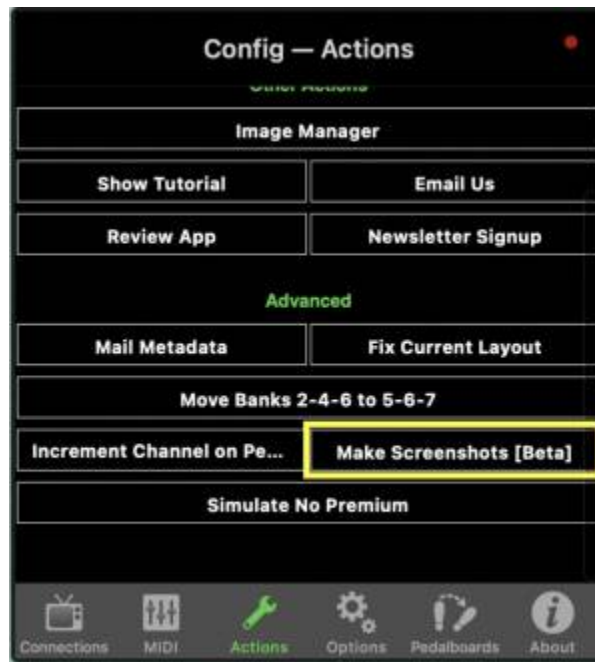 Config — Actions
Other Actions
Image Manager
Show Tutorial Email Us
Review App Newsletter Signup
Advanced
Mail Metadata Fix Current Layout
Move Banks 2-4-6 to 5-6-7
Increment Channel on Pe... Make Screenshots [Beta]
Simulate No Premium
Connections MIDI Actions Options Pedalboards About